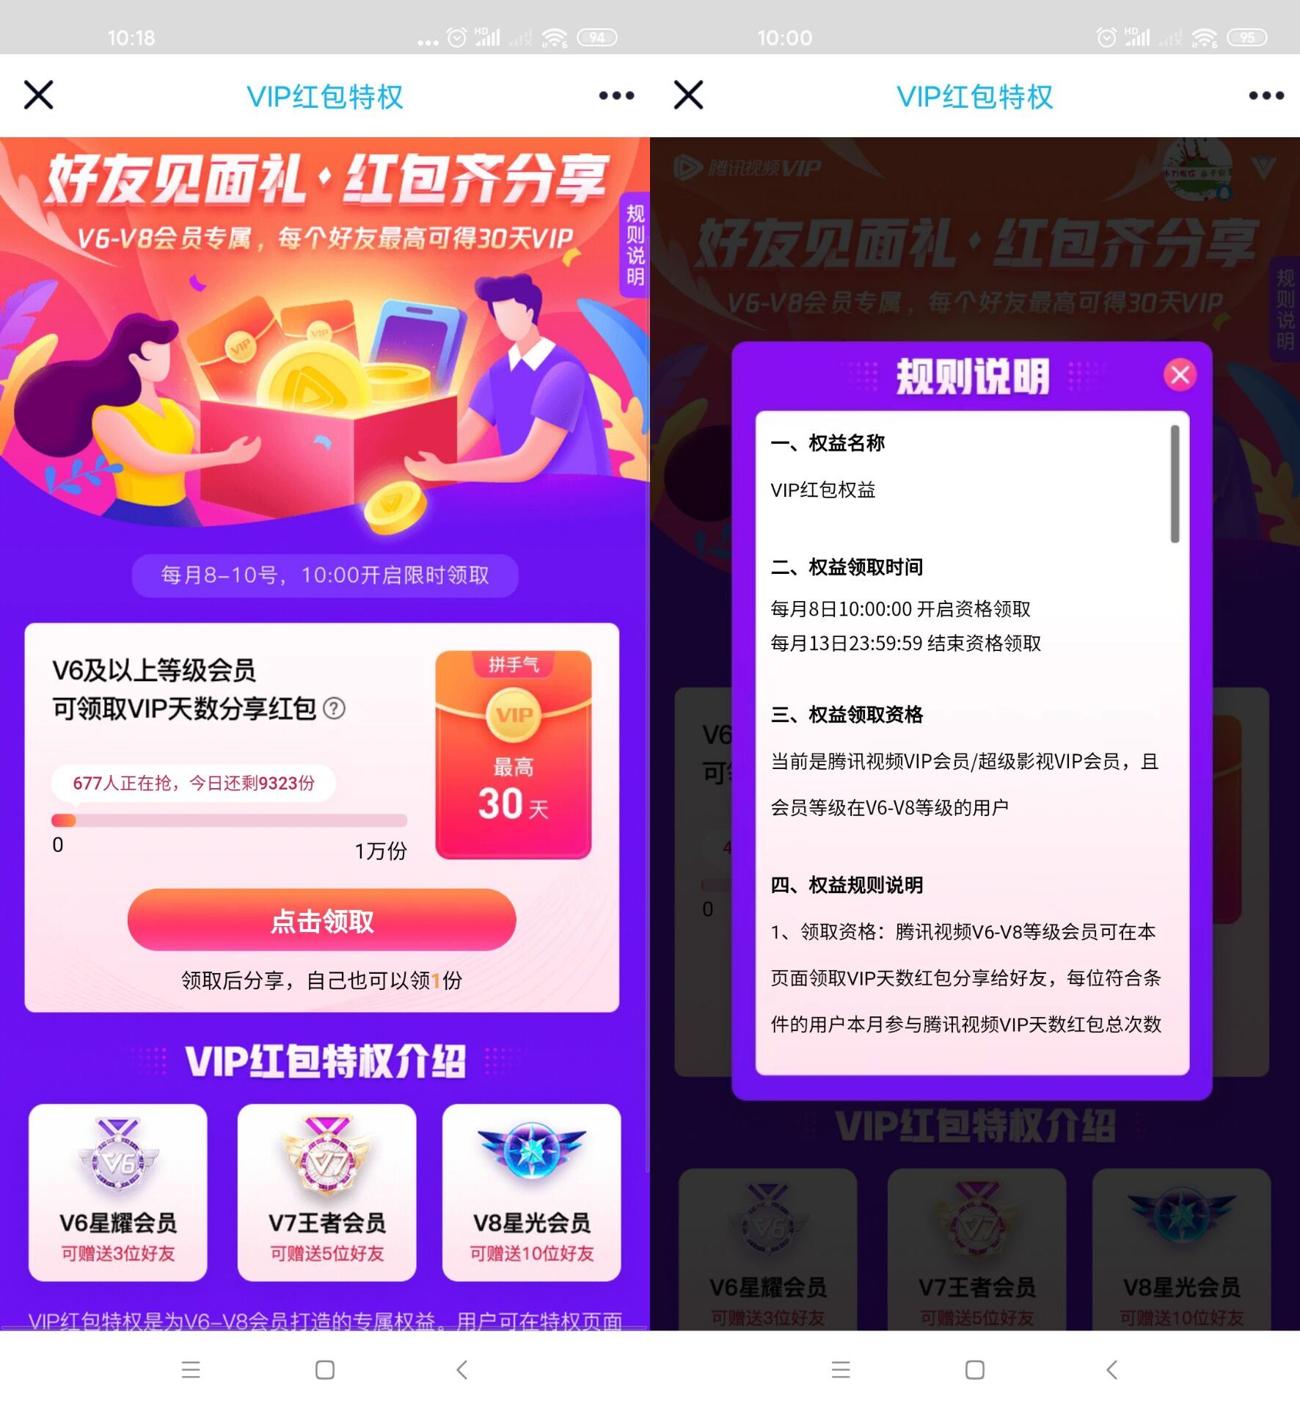 10:18
HD
94
VIP红包特权
好友见面礼·红包齐分享
V6-V8会员专属，每个好友最高可得30天VIP
规则说明
VIP
VIP
每月8-10号，10:00开启限时领取
V6及以上等级会员
可领取VIP天数分享红包?
677人正在抢，今日还剩9323份
0
1万份
拼手气
VIP
最高
30天
点击领取
领取后分享，自己也可以领1份
VIP红包特权介绍
V6
V6星耀会员
可赠送3位好友
V7
V7王者会员
可赠送5位好友
V8星光会员
可赠送10位好友
VIP红包特权是为V6-V8会员打造的专属权益。用户可在特权页面
10:00
HD
95
VIP红包特权
腾讯视频VIP
好友见面礼·红包齐分享
V6-V8会员专属，每个好友最高可得30天VIP
规则说明
规则说明
一、权益名称
VIP红包权益
二、权益领取时间
每月8日10:00:00 开启资格领取
每月13日23:59:59 结束资格领取
三、权益领取资格
当前是腾讯视频VIP会员/超级影视VIP会员，且
会员等级在V6-V8等级的用户
四、权益规则说明
1、领取资格：腾讯视频V6-V8等级会员可在本
页面领取VIP天数红包分享给好友，每位符合条
件的用户本月参与腾讯视频VIP天数红包总次数
V6
可
4
0
VIP红包特权介绍
V6
V6星耀会员
可赠送3位好友
V7
V7王者会员
可赠送5位好友
V8星光会员
可赠送10位好友